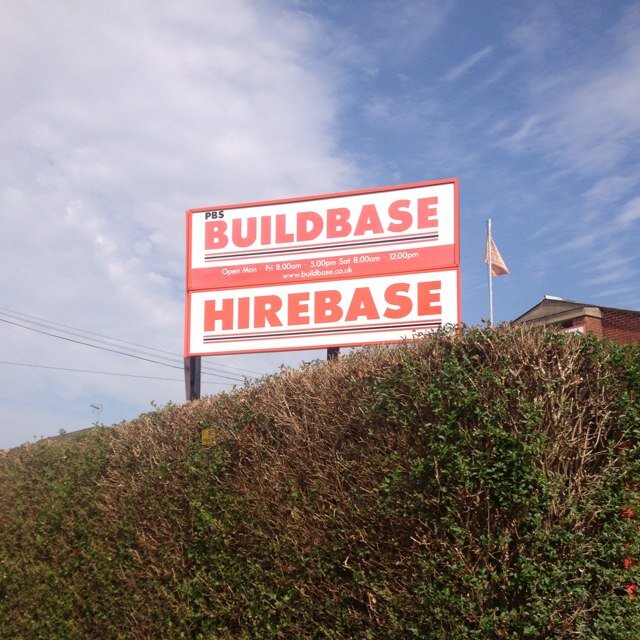 PBS
BUILDBASE
Open Mon Fri 8.00am 5.00pm Sat 8.00am - 12.00pm
www.buildbase.co.uk
HIREBASE